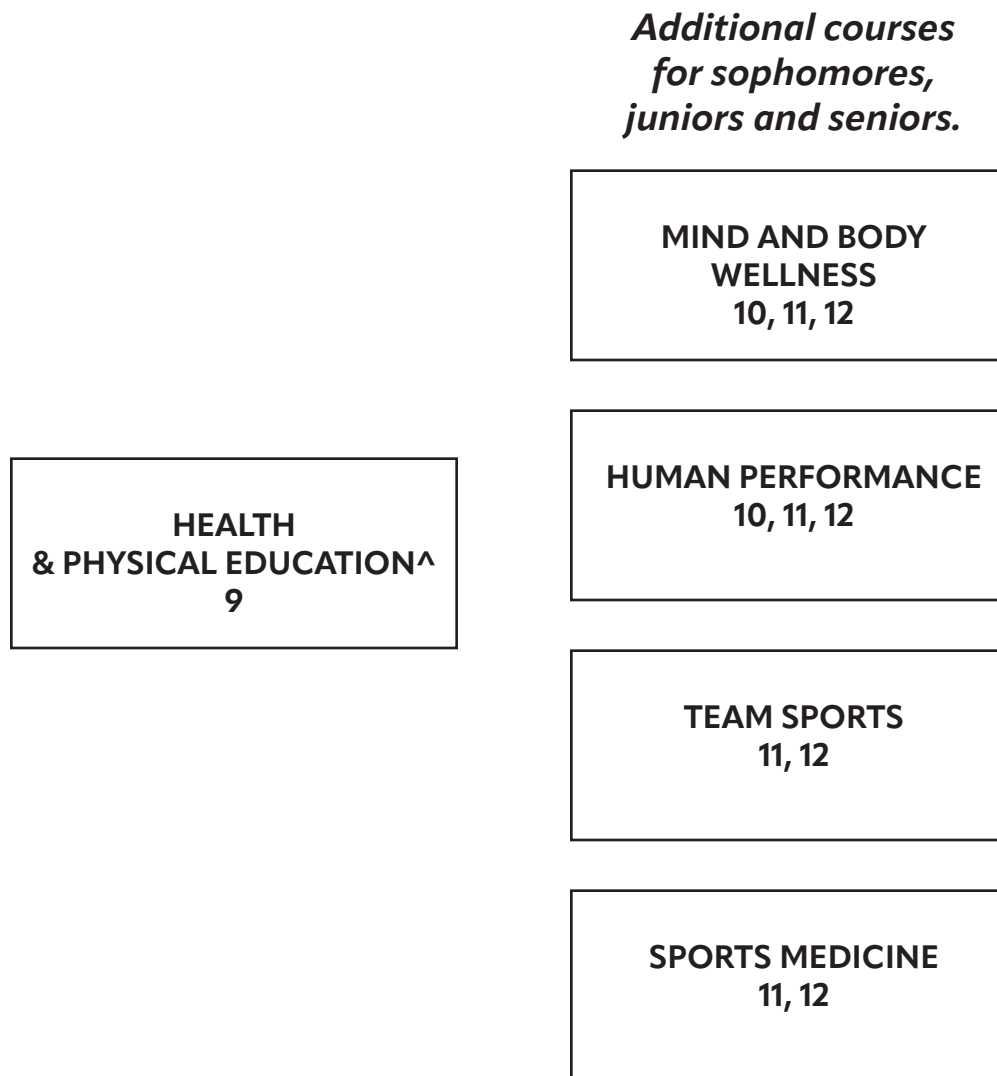 Additional courses
for sophomores,
juniors and seniors.
MIND AND BODY
WELLNESS
10, 11, 12
HUMAN PERFORMANCE
10, 11, 12
HEALTH
& PHYSICAL EDUCATION^
9
TEAM SPORTS
11, 12
SPORTS MEDICINE
11, 12